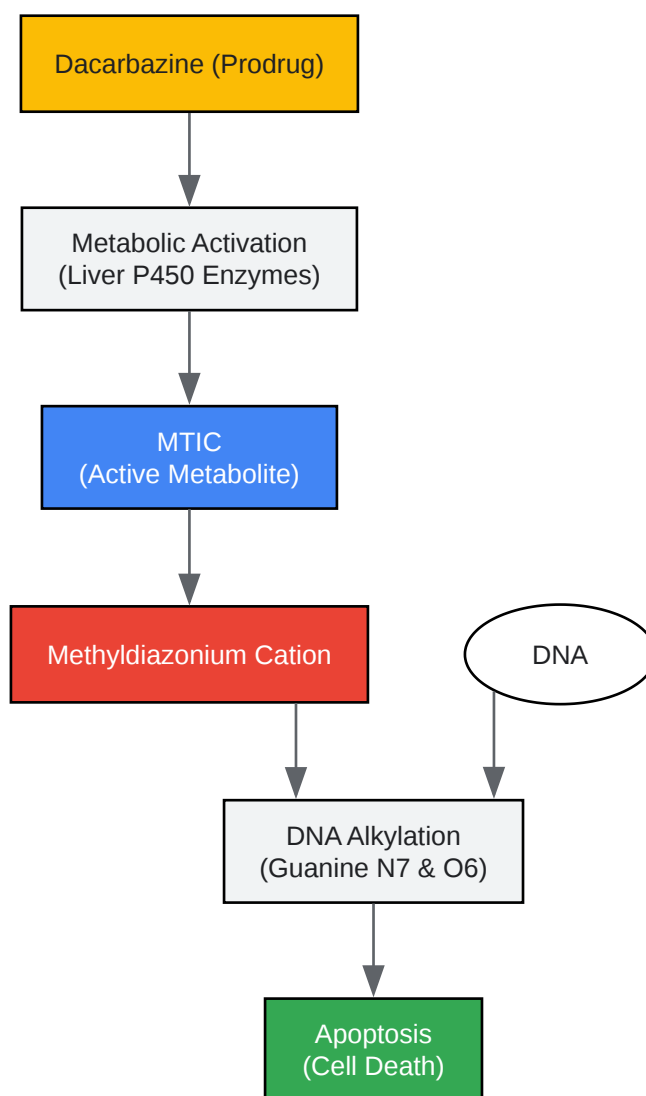 Dacarbazine (Prodrug)
Metabolic Activation
(Liver P450 Enzymes)
MTIC
(Active Metabolite)
Methyldiazonium Cation
DNA
DNA Alkylation
(Guanine N7 & O6)
Apoptosis
(Cell Death)